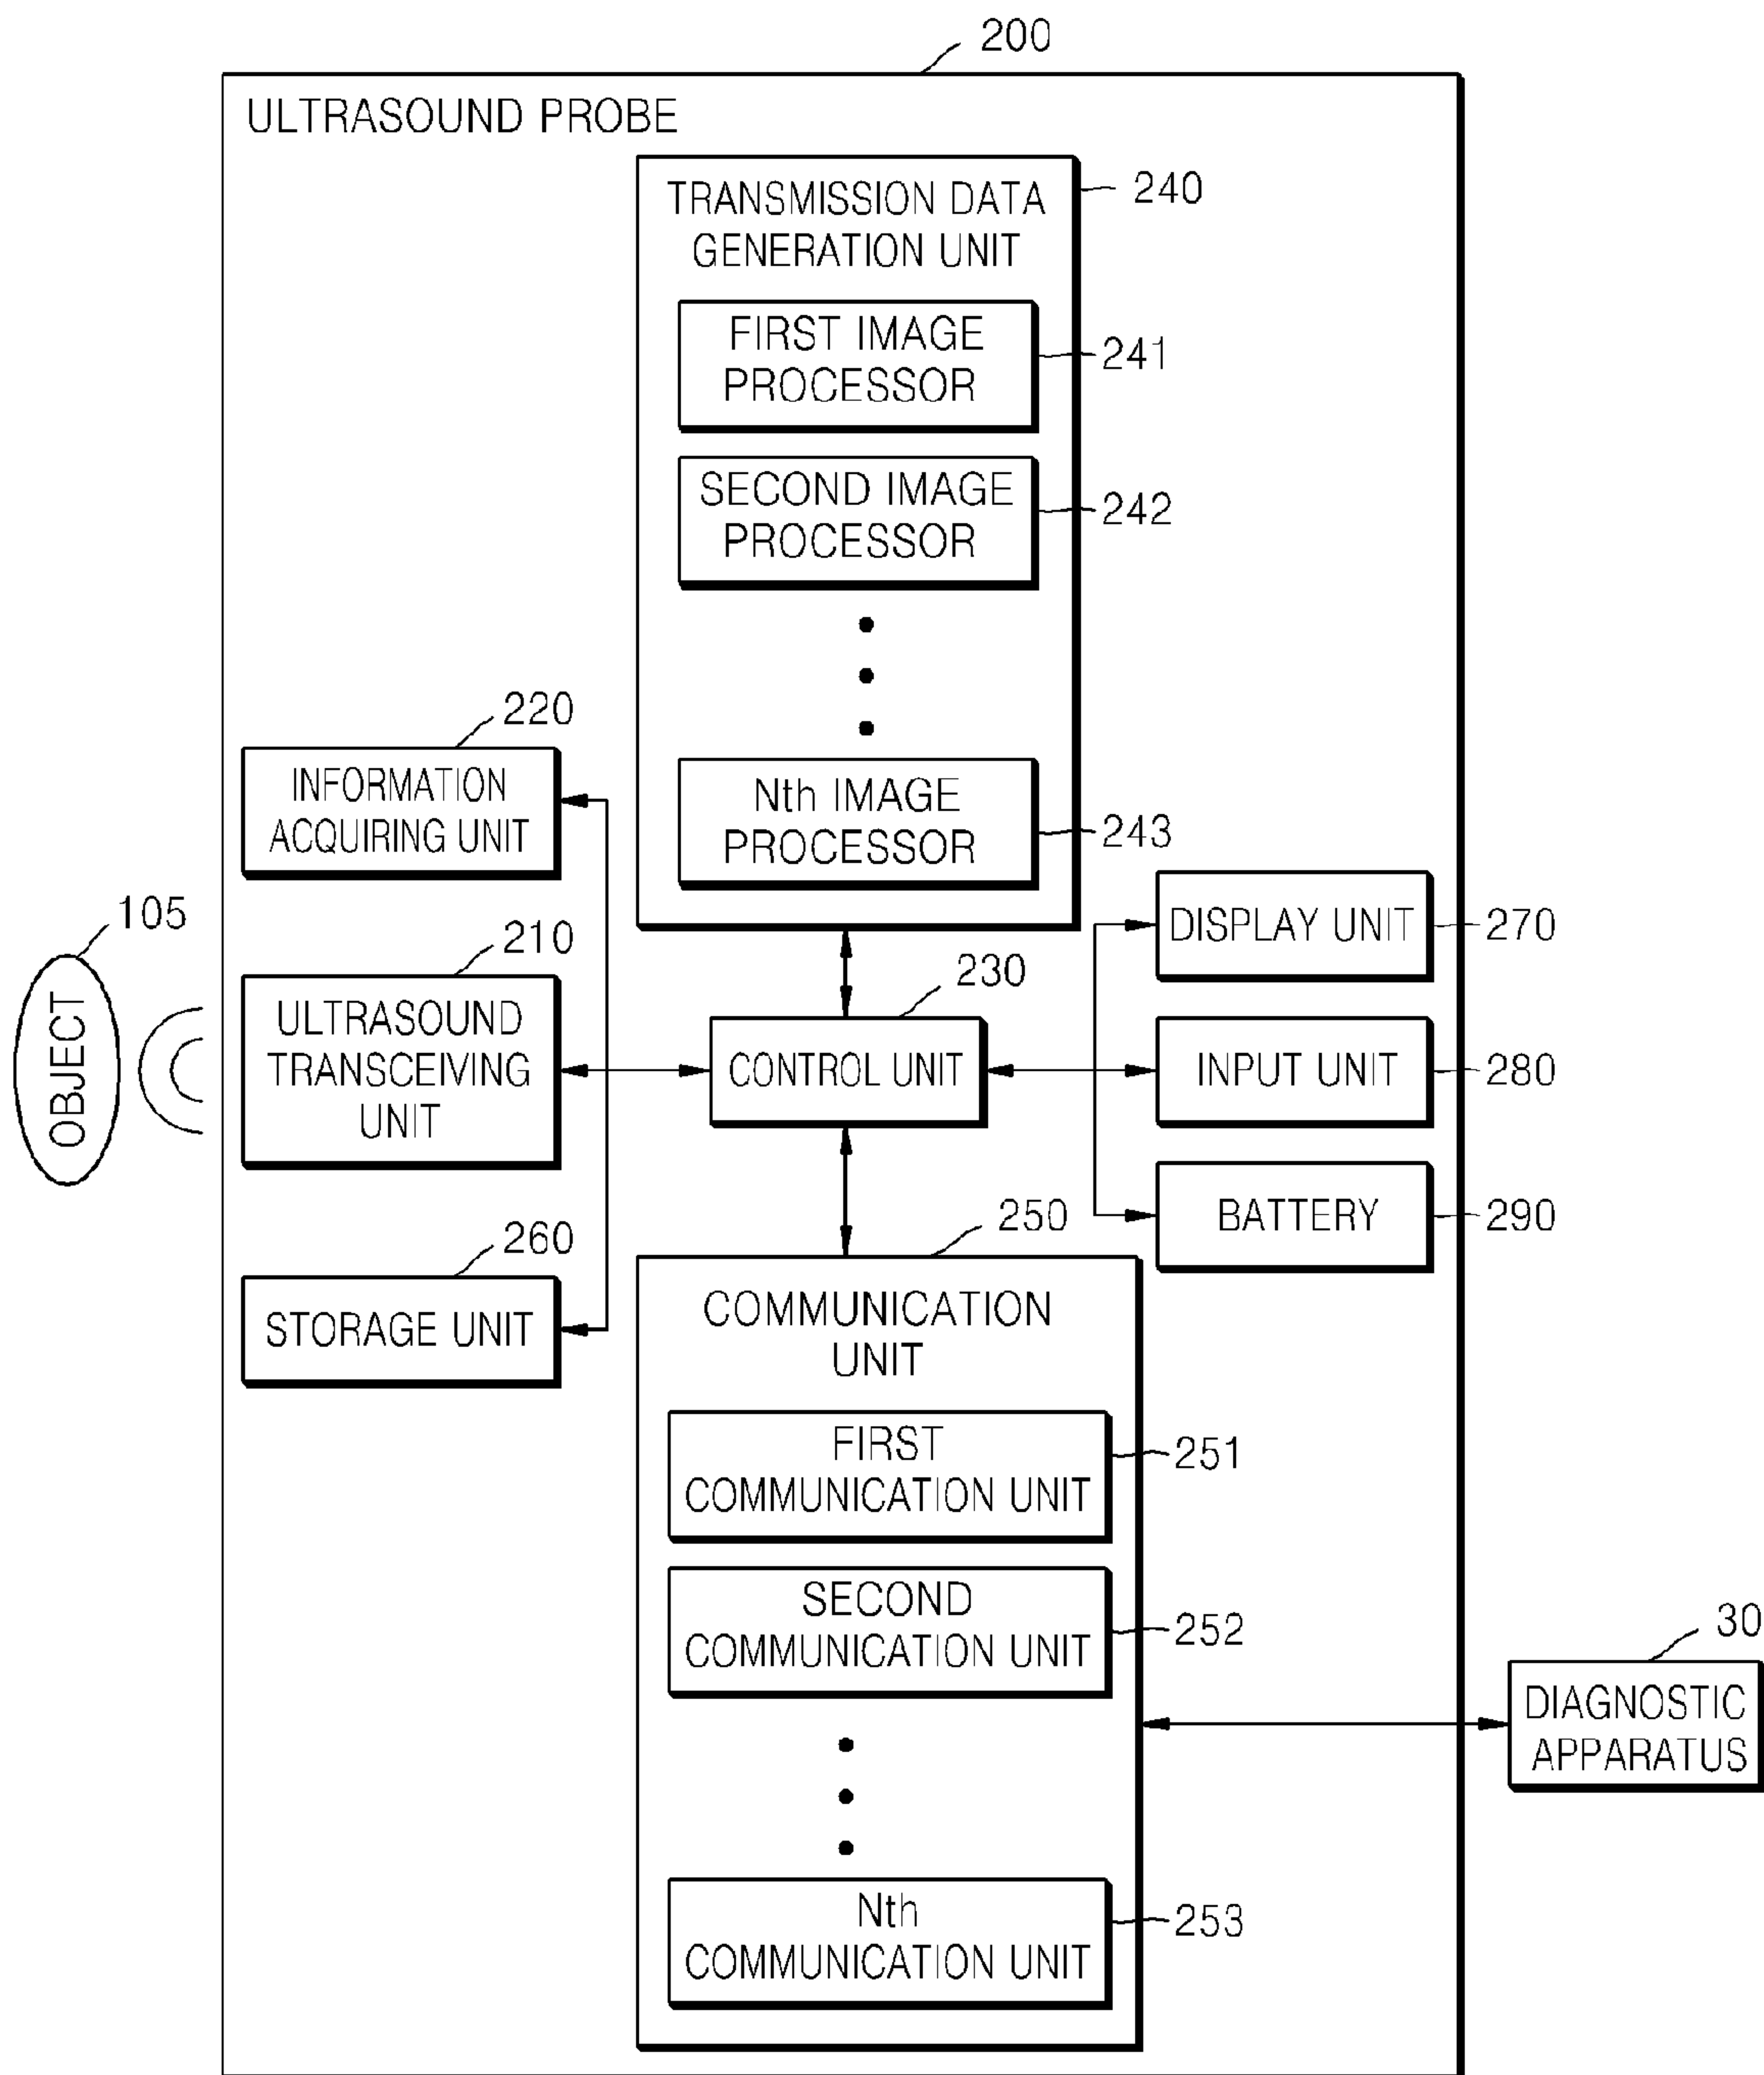 200
ULTRASOUND PROBE
TRANSMISSION DATA
GENERATION UNIT
240
FIRST IMAGE
PROCESSOR
241
SECOND IMAGE
PROCESSOR
242
Nth IMAGE
PROCESSOR
243
220
INFORMATION
ACQUIRING UNIT
105
OBJECT
210
ULTRASOUND
TRANSCEIVING
UNIT
230
CONTROL UNIT
DISPLAY UNIT
270
INPUT UNIT
280
BATTERY
290
260
STORAGE UNIT
250
COMMUNICATION
UNIT
FIRST
COMMUNICATION UNIT
251
SECOND
COMMUNICATION UNIT
252
30
DIAGNOSTIC
APPARATUS
Nth
COMMUNICATION UNIT
253